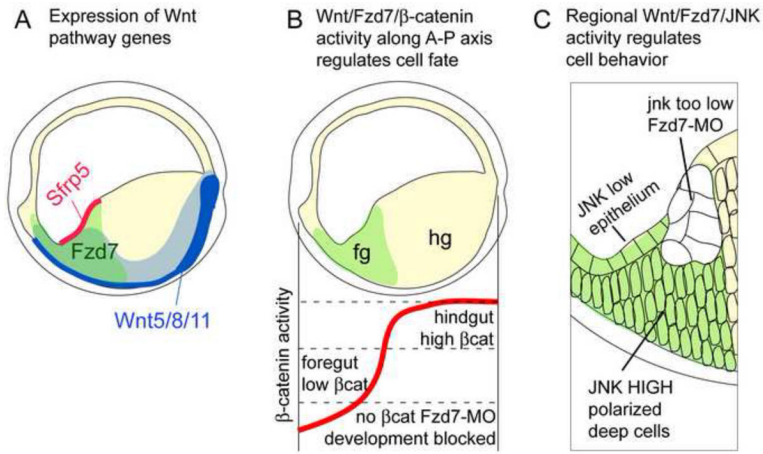 A Expression of Wnt
pathway genes
Sfrp5
Fzd7
Wnt5/8/11
B Wnt/Fzd7/β-catenin
activity along A-P axis
regulates cell fate
fg
hg
β-catenin activity
hindgut
high βcat
foregut
low βcat
no βcat Fzd7-MO
development blocked
C Regional Wnt/Fzd7/JNK
activity regulates
cell behavior
jnk too low
Fzd7-MO
JNK low
epithelium
JNK HIGH
polarized
deep cells